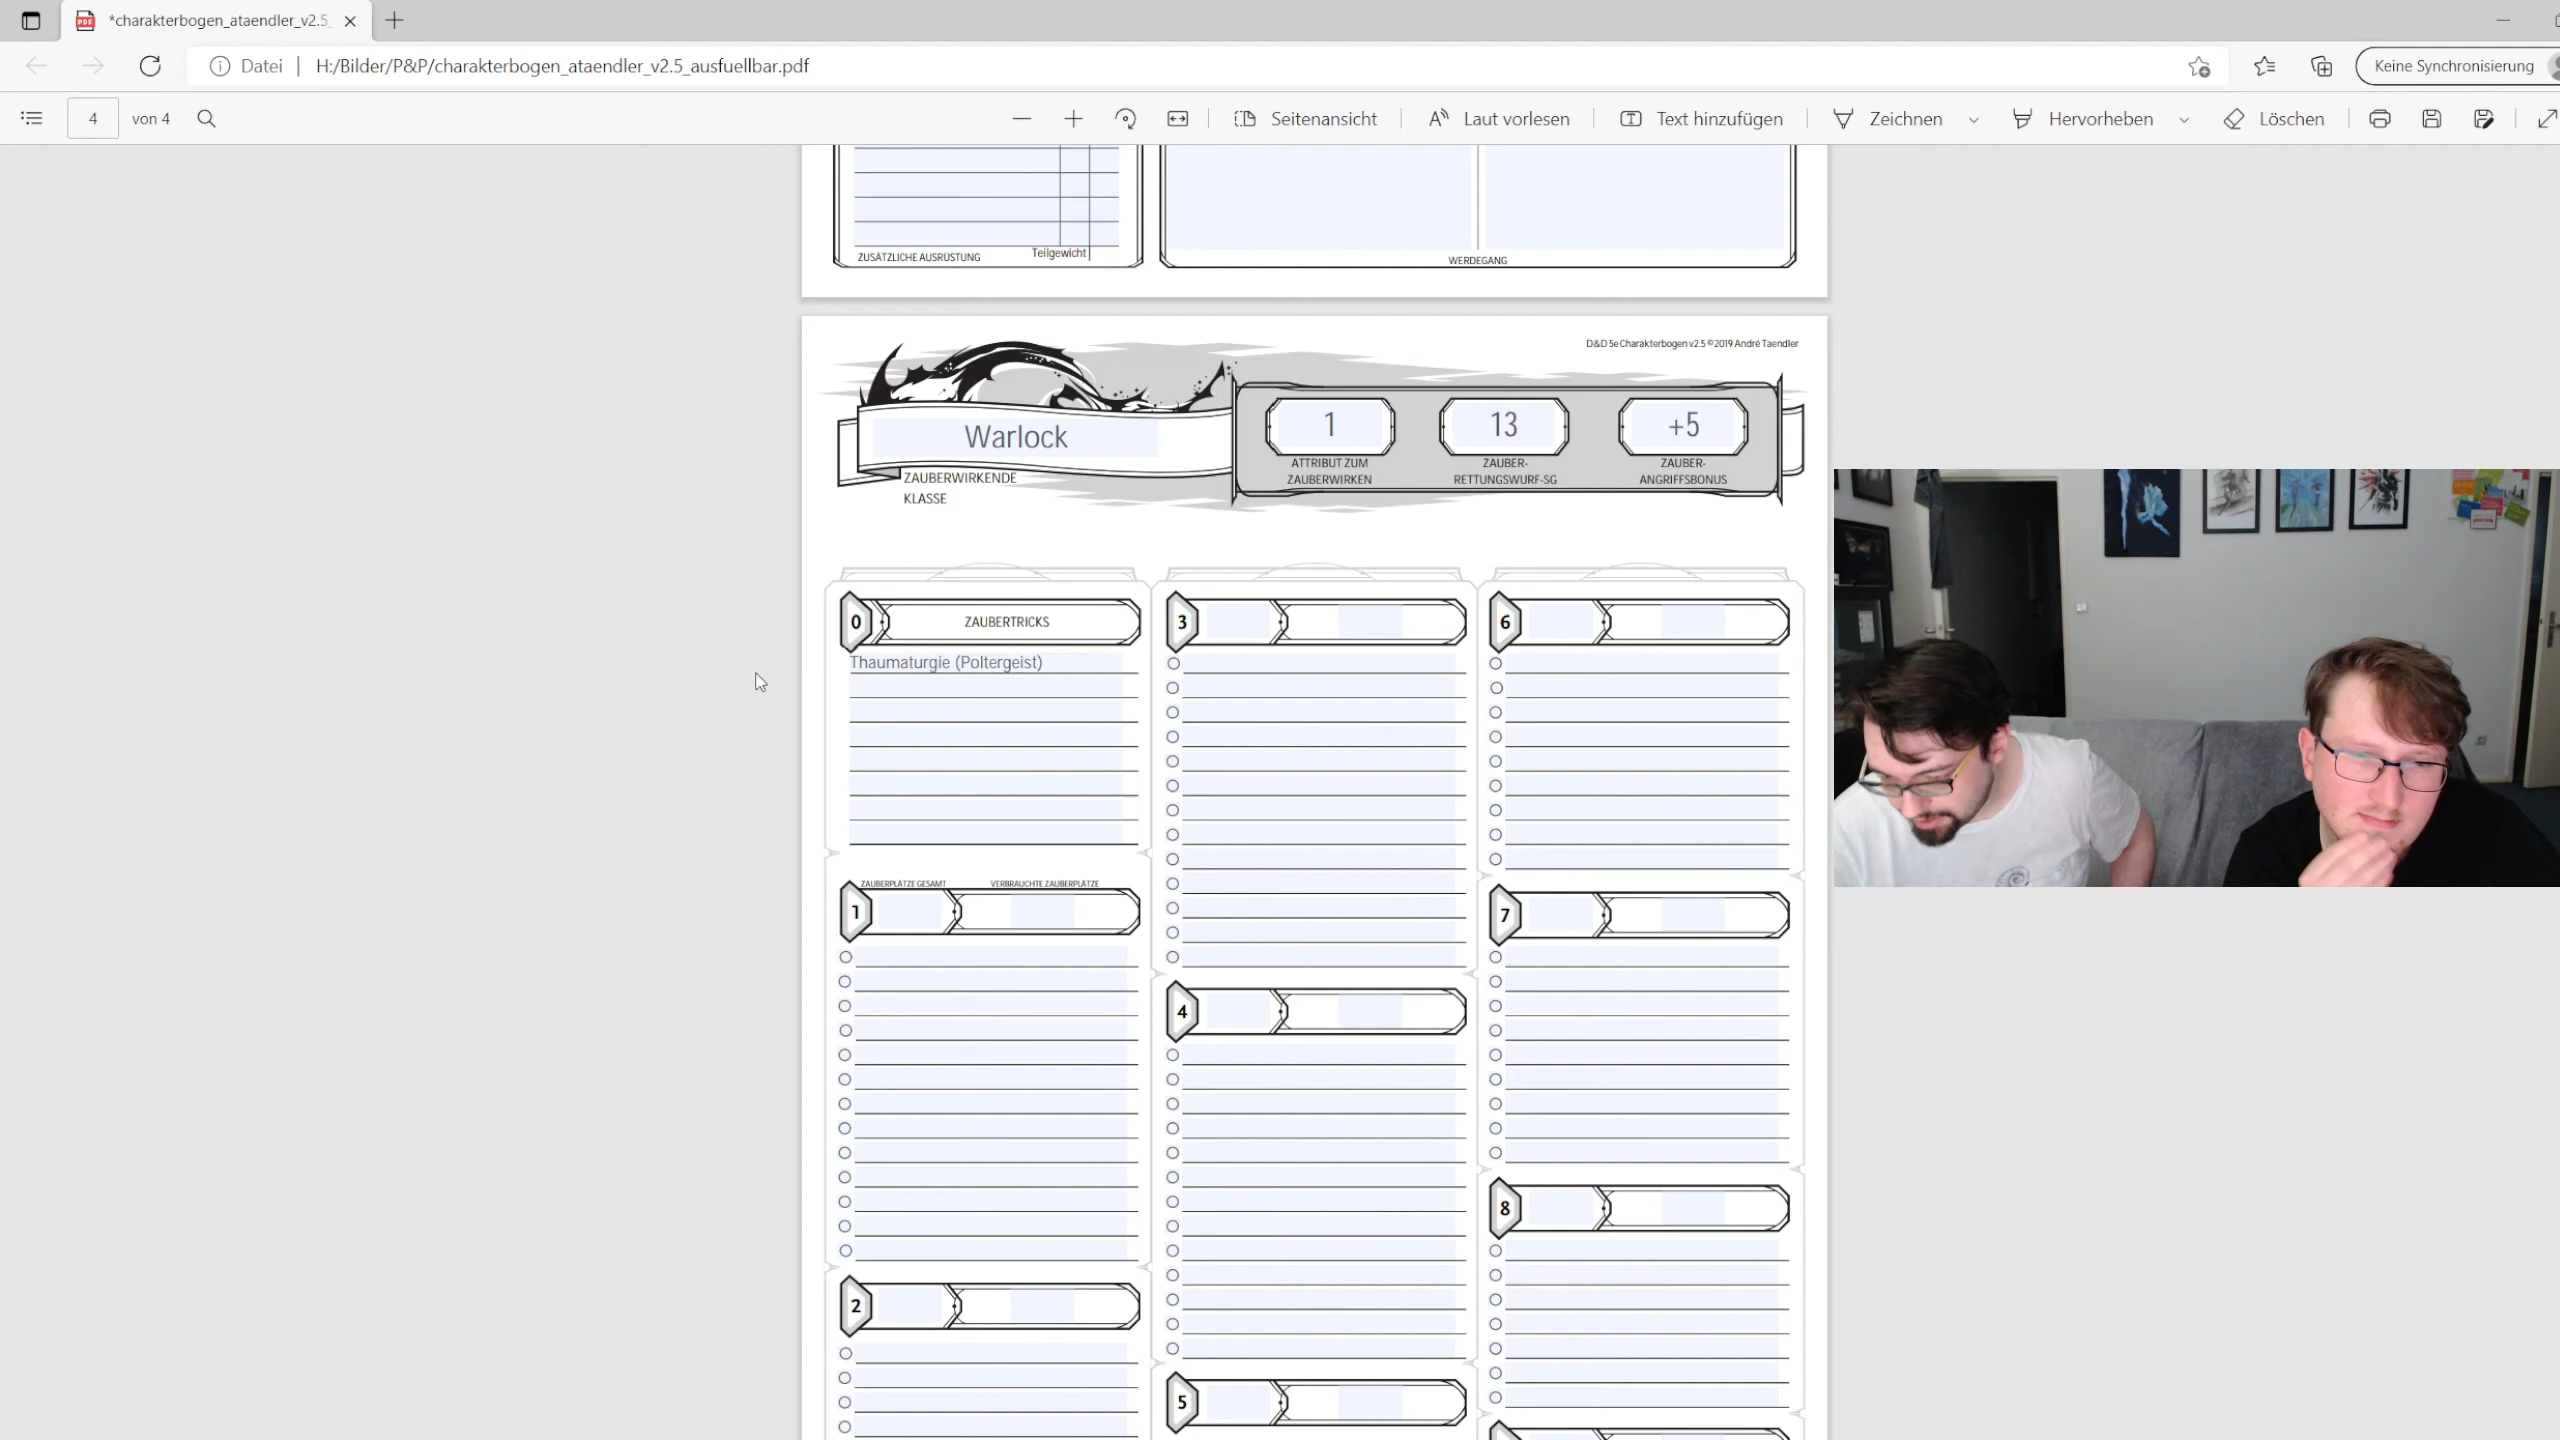 *charakterbogen_ataendler_v2.5_
Datei
H:/Bilder/P&P/charakterbogen_ataendler_v2.5_ausfuellbar.pdf
Keine Synchronisierung
4 von 4
Seitenansicht
Laut vorlesen
Text hinzufügen
Zeichnen
Hervorheben
Löschen
ZUSÄTZLICHE AUSRÜSTUNG
Teilgewicht
WERDEGANG
D&D 5e Charakterbogen v2.5 ©2019 André Taendler
Warlock
ZAUBERWIRKENDE
KLASSE
1
ATTRIBUT ZUM
ZAUBERWIRKEN
13
ZAUBER-
RETTUNGSWURF-SG
+5
ZAUBER-
ANGRIFFSBONUS
0
ZAUBERTRICKS
Thaumaturgie (Poltergeist)
ZAUBERPLÄTZE GESAMT
VERBRAUCHTE ZAUBERPLÄTZE
1
2
3
4
5
6
7
8